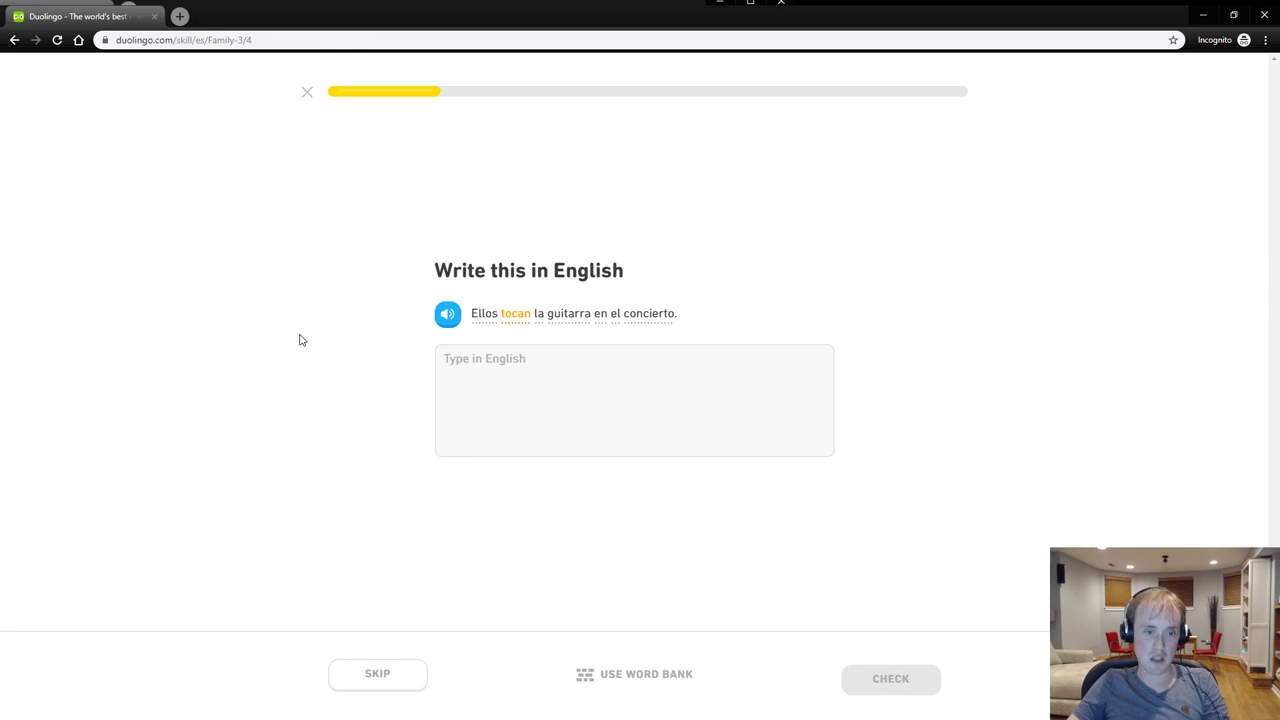 Duolingo - The world's best
duolingo.com/skill/es/Family-3/4
Incognito
Write this in English
Ellos tocan la guitarra en el concierto.
Type in English
SKIP
USE WORD BANK
CHECK